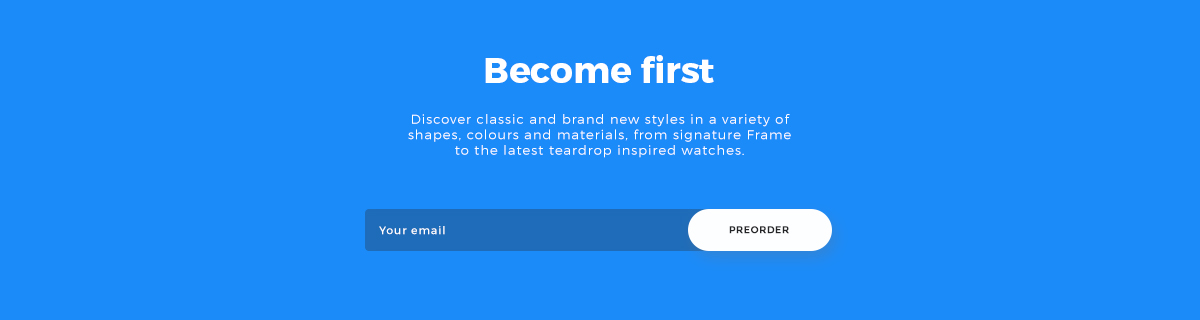 Become first
Discover classic and brand new styles in a variety of
shapes, colours and materials, from signature Frame
to the latest teardrop inspired watches.
Your email
PREORDER